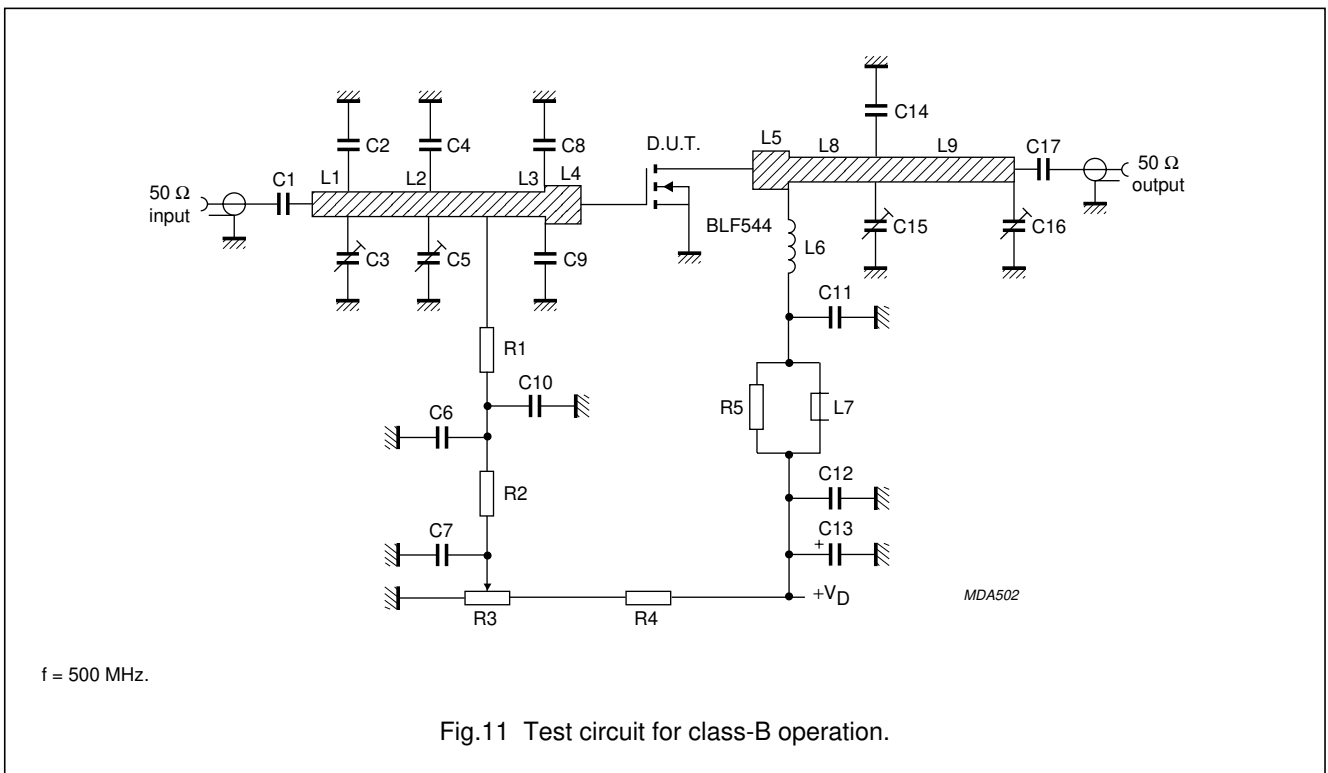 C14
C2
C4
C8
D.U.T.
L5
L8
L9
C17
50 Ω
input
C1
L1
L2
L3
L4
50 Ω
output
BLF544
C3
C5
C9
L6
C15
C16
C11
R1
C10
C6
R5
L7
R2
C12
C7
+
C13
R3
R4
+VD
MDA502
f = 500 MHz.
Fig.11 Test circuit for class-B operation.